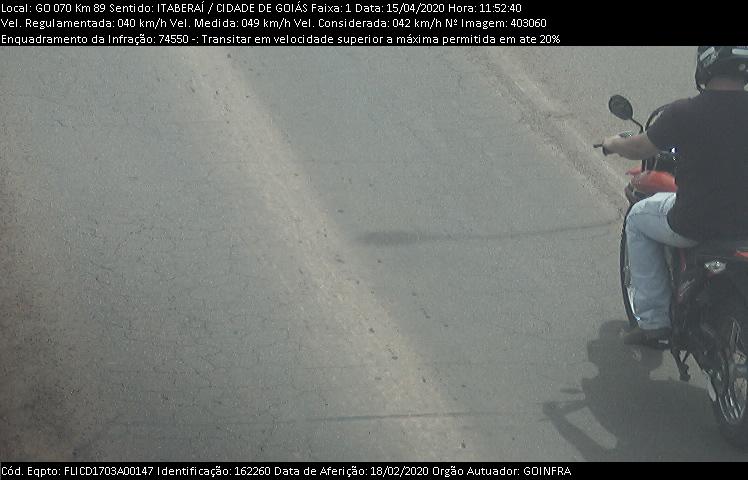 Local: GO 070 Km 89 Sentido: ITABERAÍ / CIDADE DE GOIÁS Faixa: 1 Data: 15/04/2020 Hora: 11:52:40
Vel. Regulamentada: 040 km/h Vel. Medida: 049 km/h Vel. Considerada: 042 km/h Nº Imagem: 403060
Enquadramento da Infração: 74550 -: Transitar em velocidade superior a máxima permitida em ate 20%
Cód. Eqpto: FLICD1703A00147 Identificação: 162260 Data de Aferição: 18/02/2020 Orgão Autuador: GOINFRA